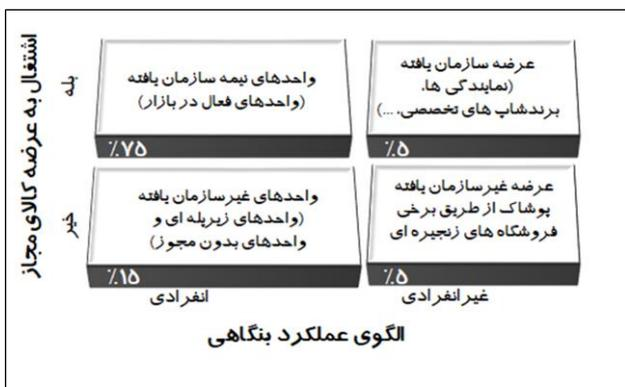 اشتغال به عرضه کالای مجاز
بله
عرضه سازمان یافته
(نمایندگی ها،
برندشاپ های تخصصی، ...)
٪۵
واحدهای نیمه سازمان یافته
(واحدهای فعال در بازار)
٪۷۵
خیر
عرضه غیرسازمان یافته
پوشاک از طریق برخی
فروشگاه های زنجیره ای
٪۵
واحدهای غیرسازمان یافته
(واحدهای زیرپله ای و
واحدهای بدون مجوز)
٪۱۵
غیرانفرادی
انفرادی
الگوی عملکرد بنگاهی